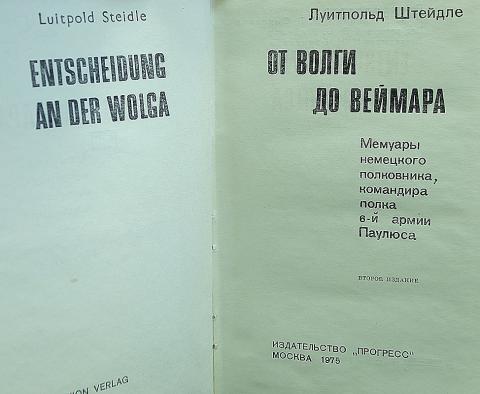 Luitpold Steidle
ENTSCHEIDUNG
AN DER WOLGA
VERLAG
Луитпольд Штейдле
ОТ ВОЛГИ
ДО ВЕЙМАРА
Мемуары
немецкого
полковника,
командира
полка
6-й армии
Паулюса
ВТОРОЕ ИЗДАНИЕ
ИЗДАТЕЛЬСТВО „ПРОГРЕСС"
МОСКВА 1975